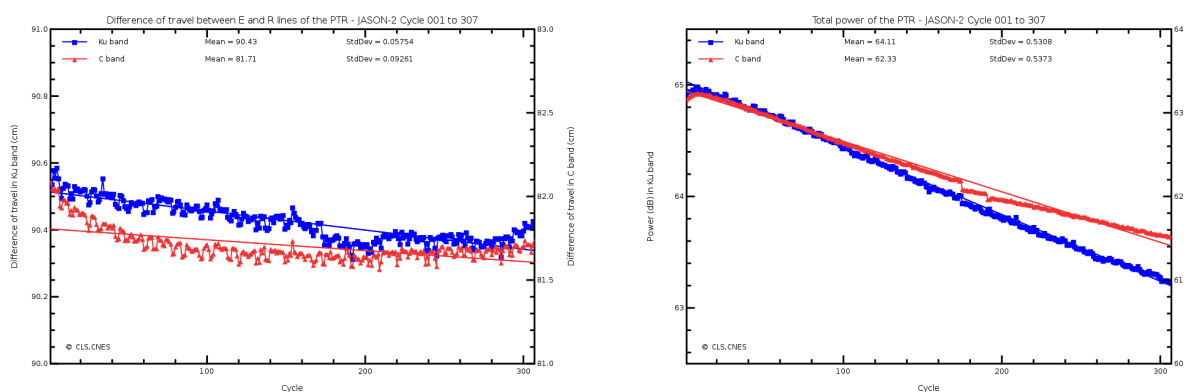 Difference of travel between E and R lines of the PTR - JASON-2 Cycle 001 to 307
91.0
90.8
90.6
90.4
90.2
90.0
83.0
82.5
82.0
81.5
81.0
Ku band Mean = 90.43 StdDev = 0.05754
C band Mean = 81.71 StdDev = 0.09261
Difference of travel in Ku band (cm)
Difference of travel in C band (cm)
© CLS,CNES
100 200 300
Cycle
Total power of the PTR - JASON-2 Cycle 001 to 307
65
64
63
64
63
62
61
60
Ku band Mean = 64.11 StdDev = 0.5308
C band Mean = 62.33 StdDev = 0.5373
Power (dB) in Ku band
© CLS,CNES
100 200 300
Cycle